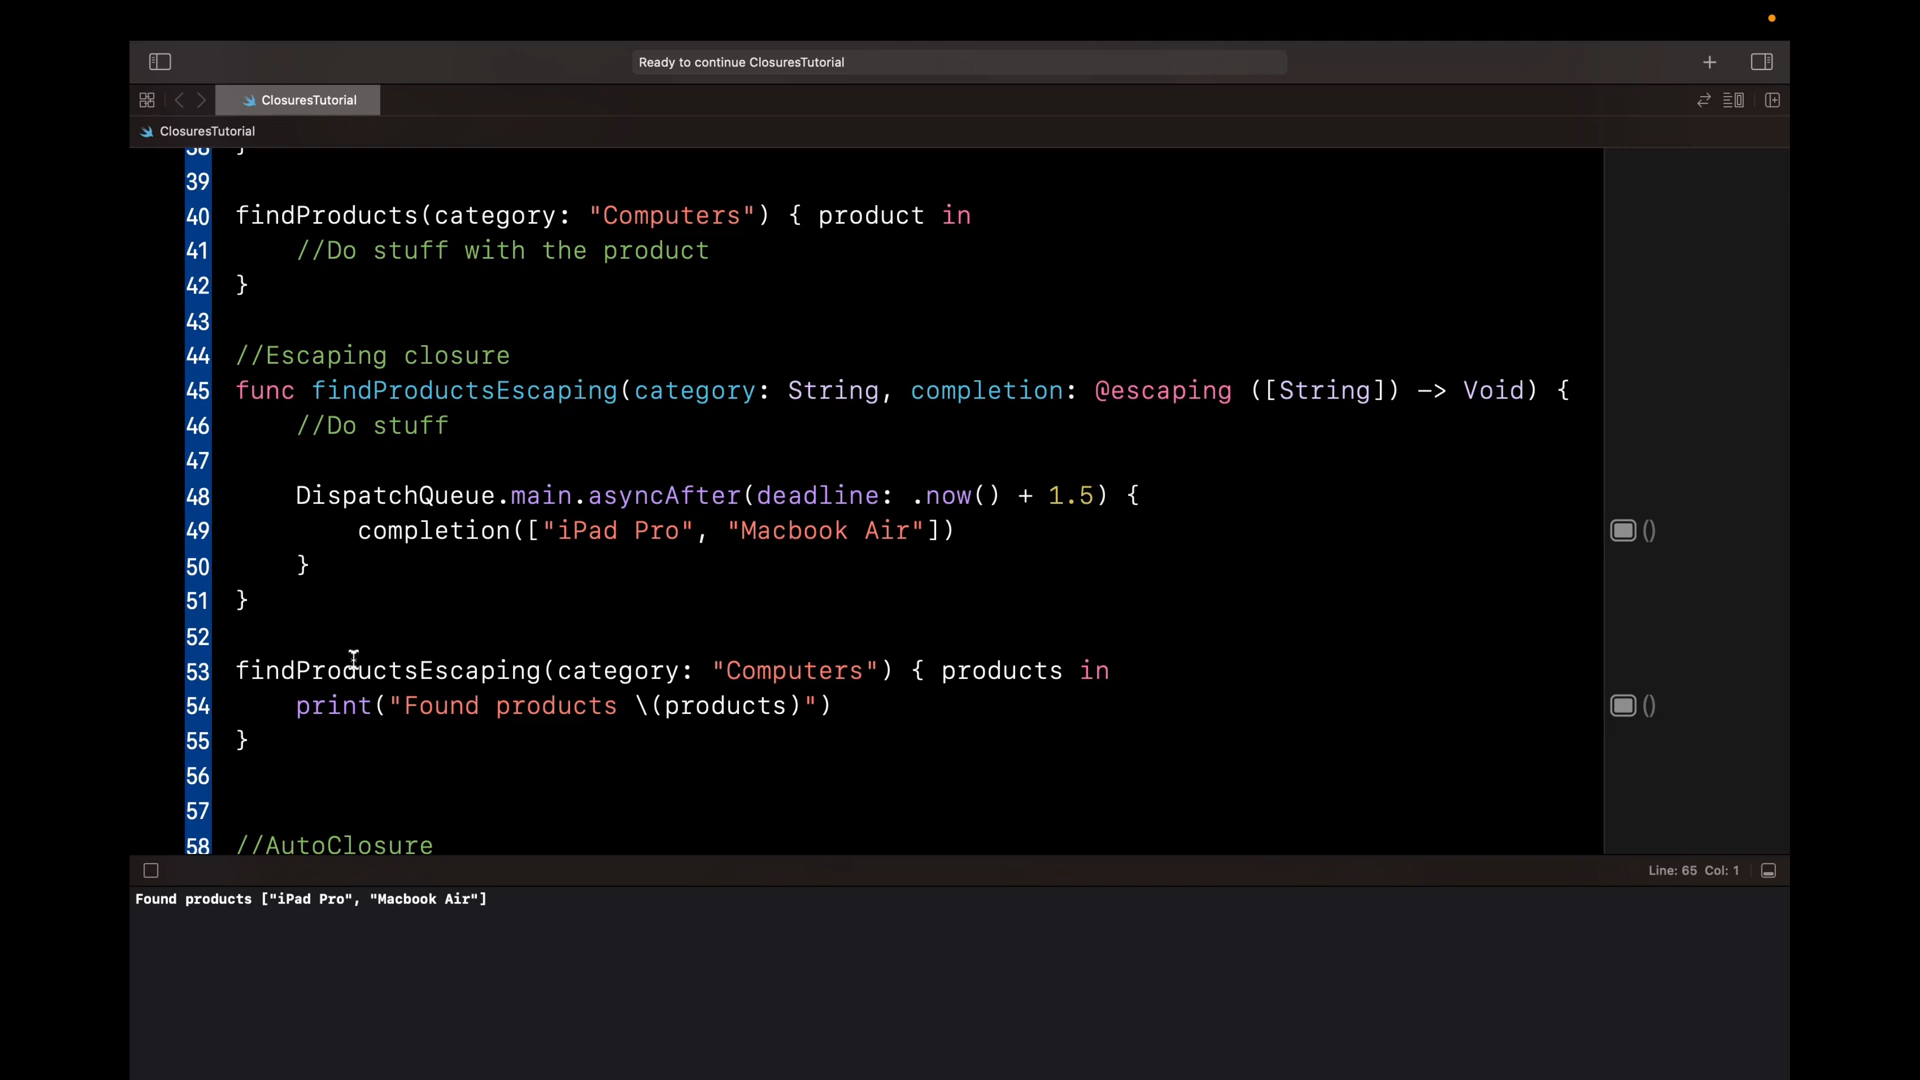 Ready to continue ClosuresTutorial
ClosuresTutorial
ClosuresTutorial
38 }
39
40 findProducts(category: "Computers") { product in
41     //Do stuff with the product
42 }
43
44 //Escaping closure
45 func findProductsEscaping(category: String, completion: @escaping ([String]) -> Void) {
46     //Do stuff
47
48     DispatchQueue.main.asyncAfter(deadline: .now() + 1.5) {
49         completion(["iPad Pro", "Macbook Air"]) ()
50     }
51 }
52
53 findProductsEscaping(category: "Computers") { products in
54     print("Found products \(products)") ()
55 }
56
57
58 //AutoClosure
Line: 65 Col: 1
Found products ["iPad Pro", "Macbook Air"]